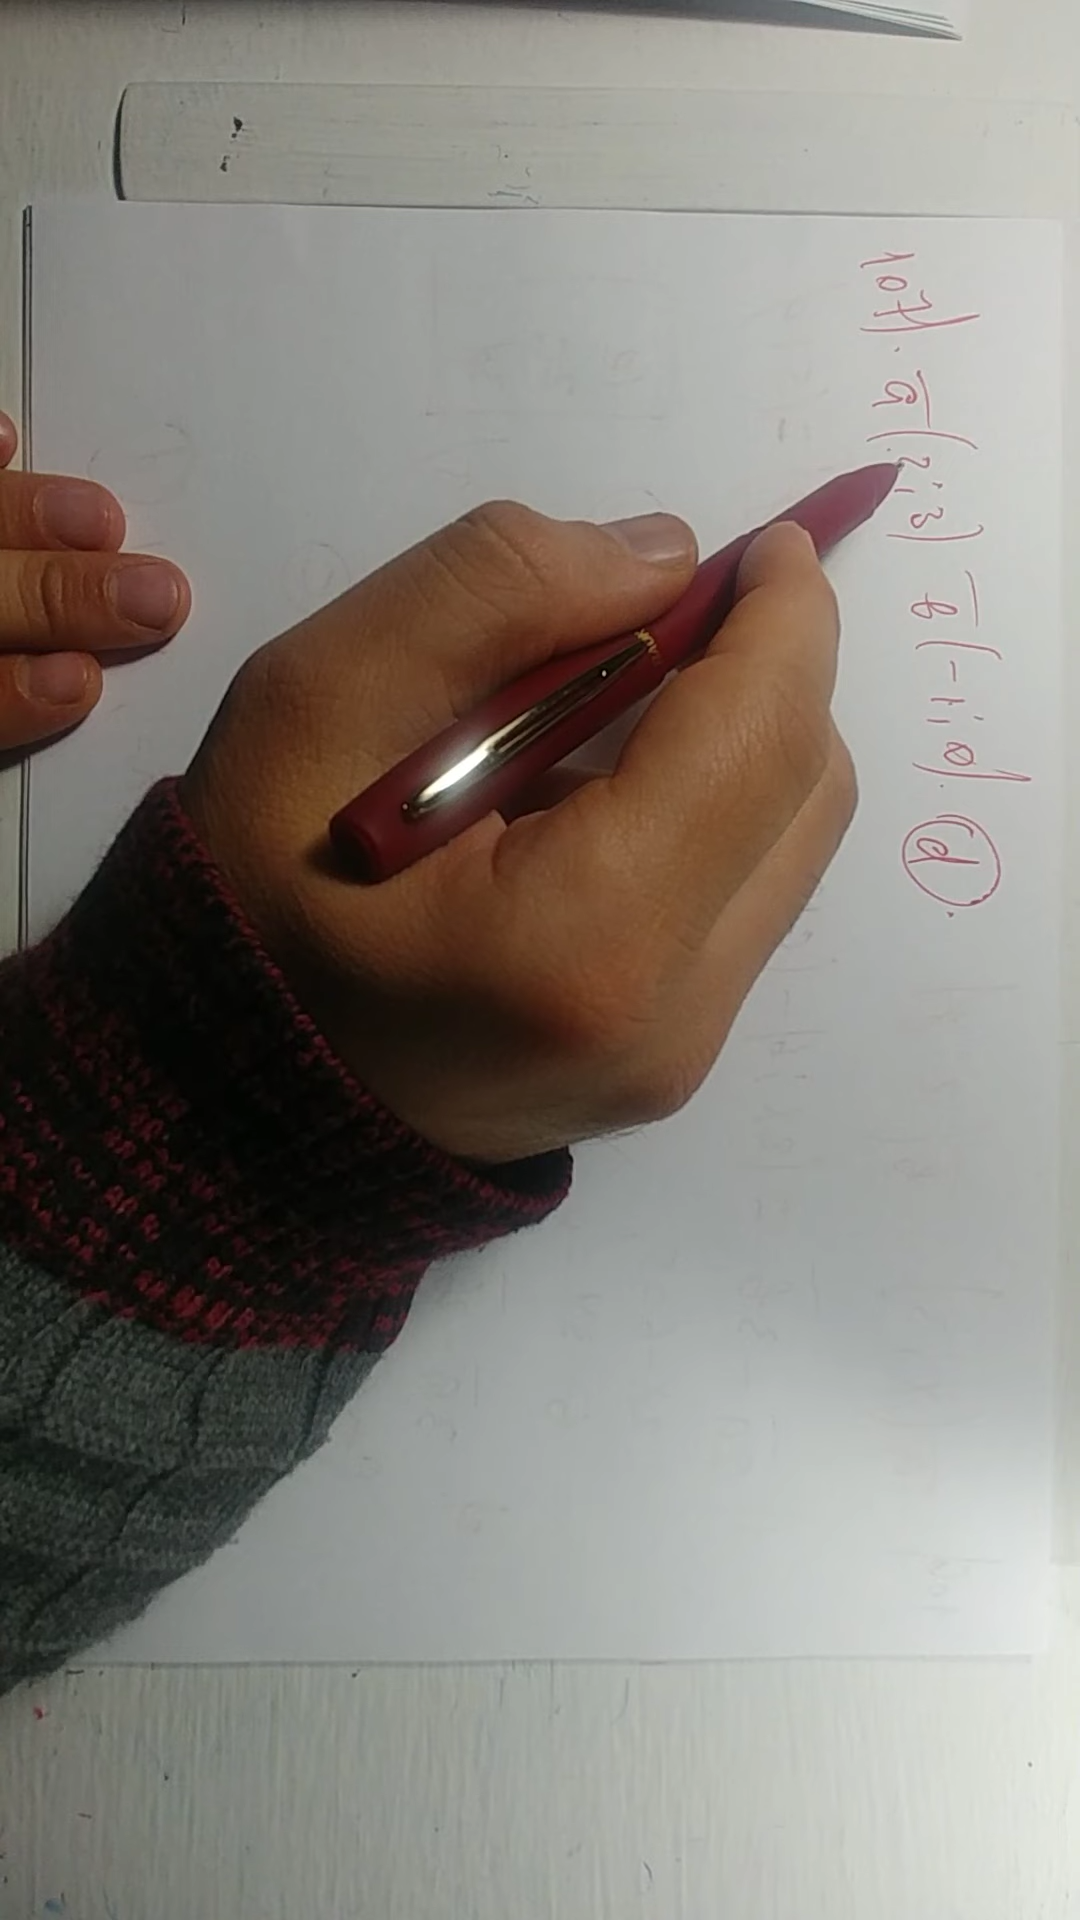 107). a̅(2;3) b̅(-1;0). (d).